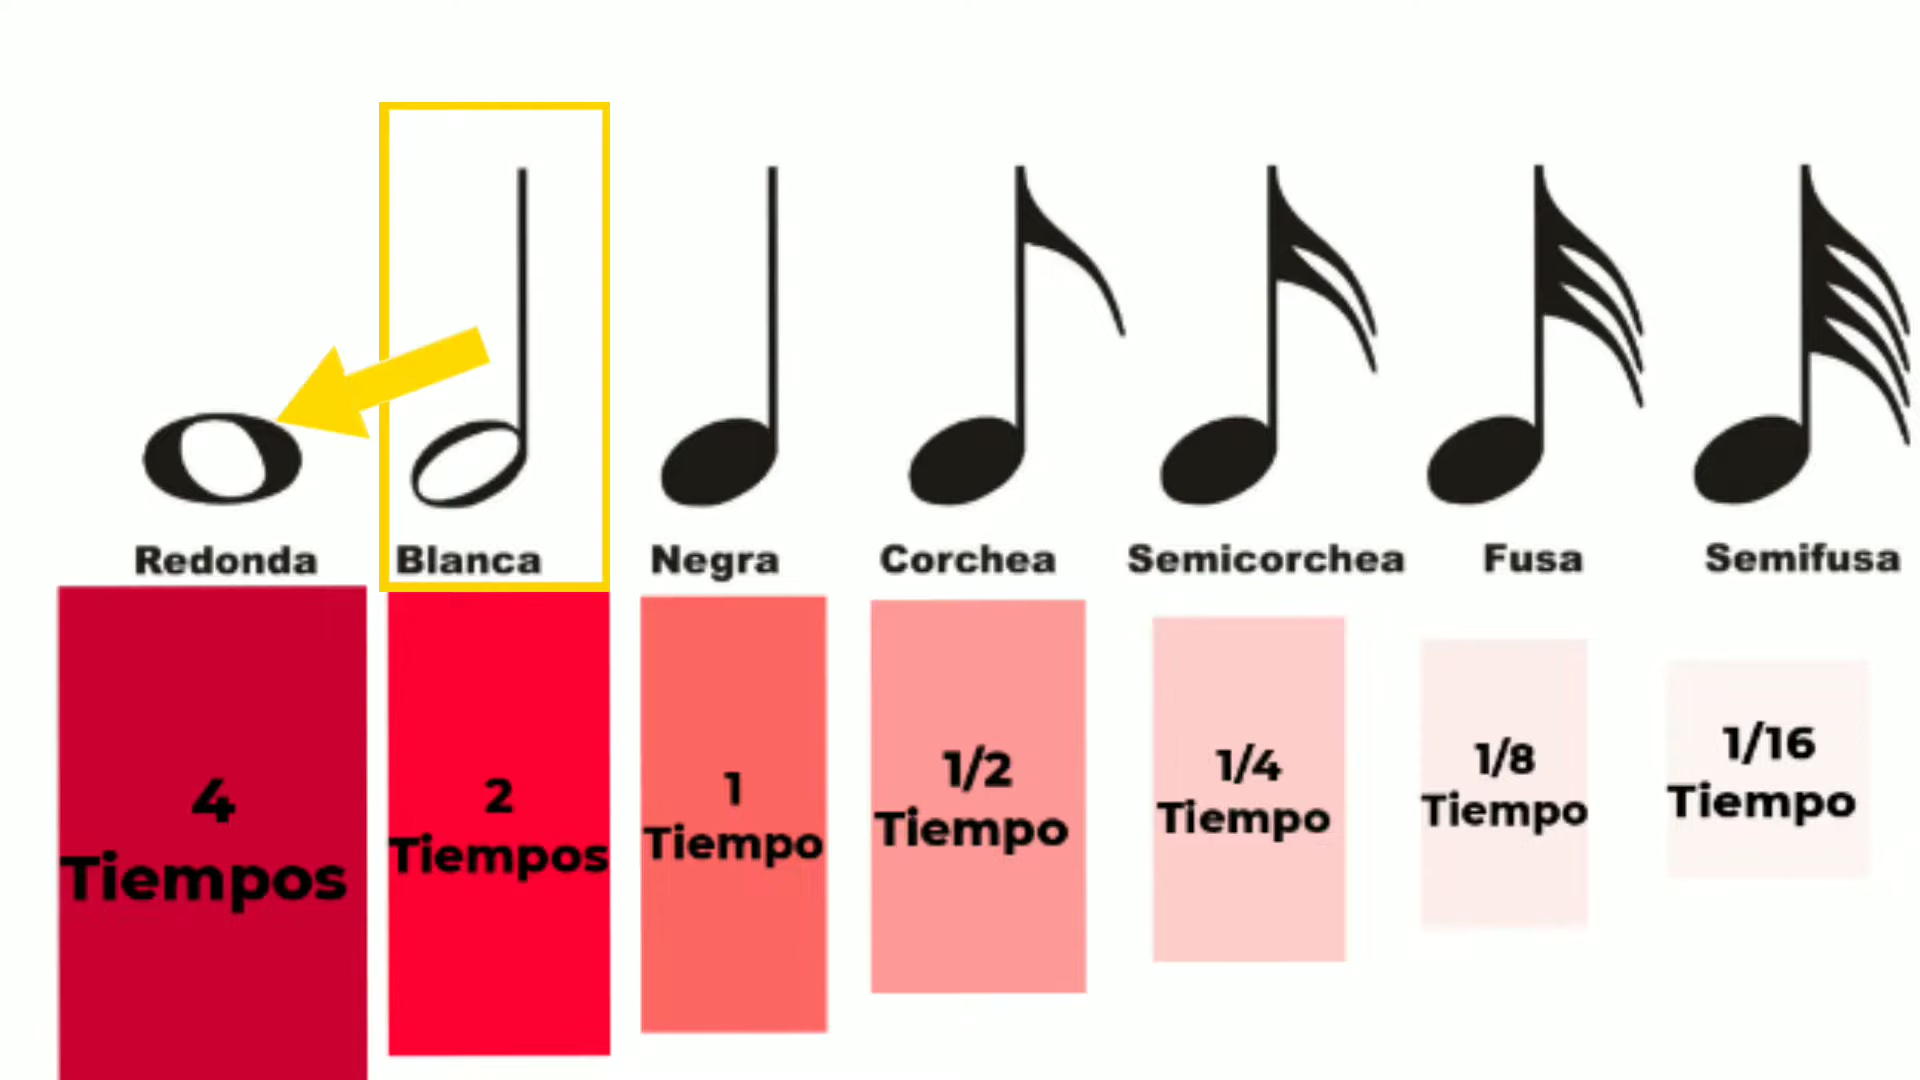 Redonda
Blanca
Negra
Corchea
Semicorchea
Fusa
Semifusa
4
Tiempos
2
Tiempos
1
Tiempo
1/2
Tiempo
1/4
Tiempo
1/8
Tiempo
1/16
Tiempo